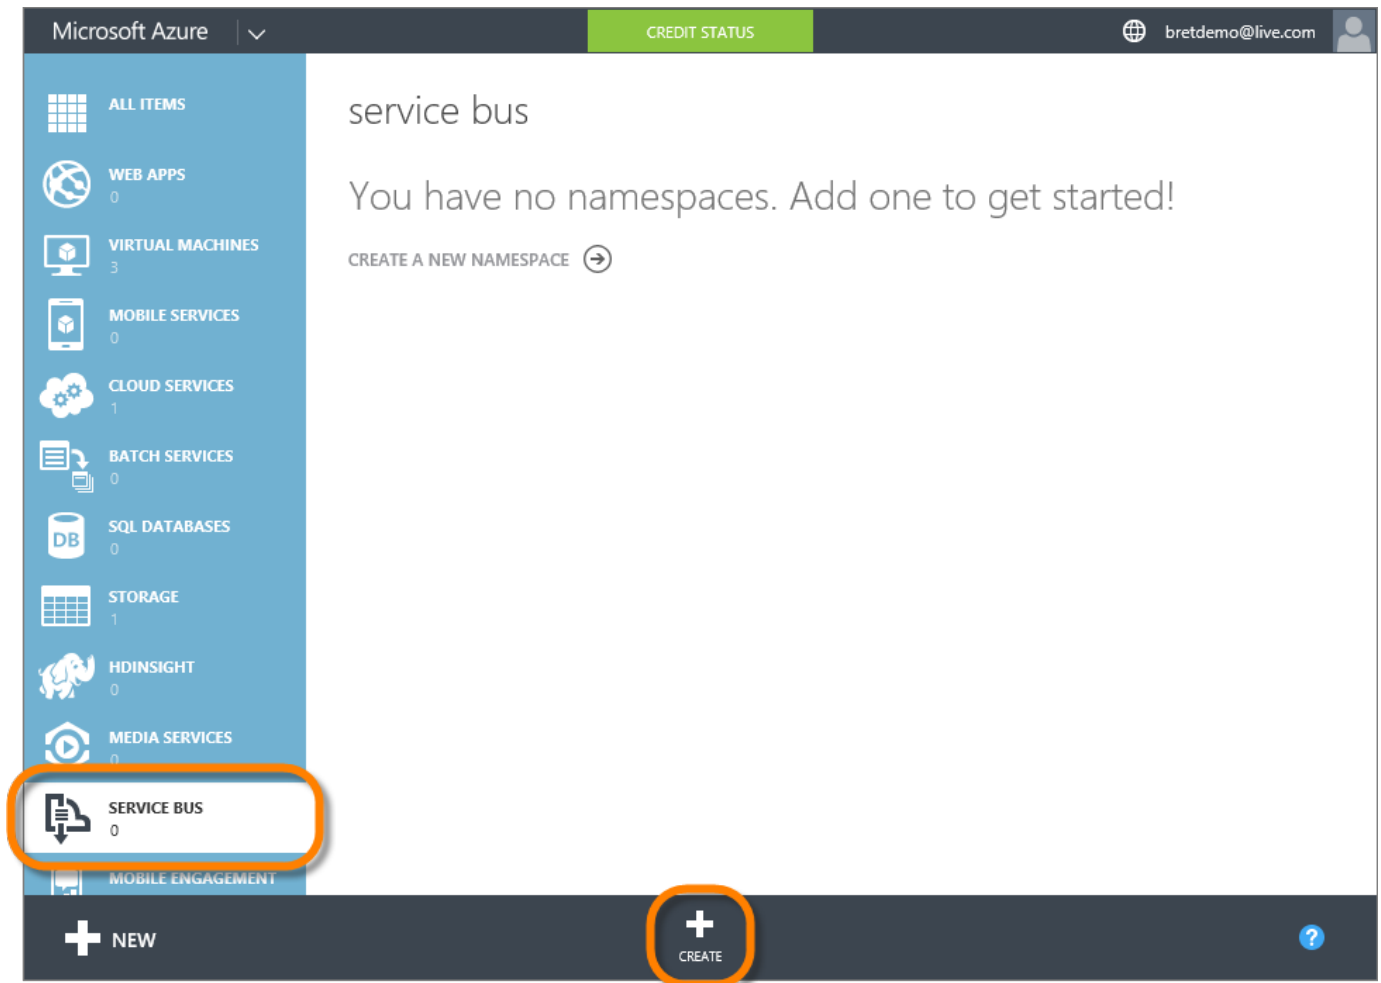 Microsoft Azure
CREDIT STATUS
bretdemo@live.com
ALL ITEMS
WEB APPS
0
VIRTUAL MACHINES
3
MOBILE SERVICES
0
CLOUD SERVICES
1
BATCH SERVICES
0
SQL DATABASES
0
DB
STORAGE
1
HDINSIGHT
0
MEDIA SERVICES
0
SERVICE BUS
0
MOBILE ENGAGEMENT
service bus
You have no namespaces. Add one to get started!
CREATE A NEW NAMESPACE
NEW
CREATE
?